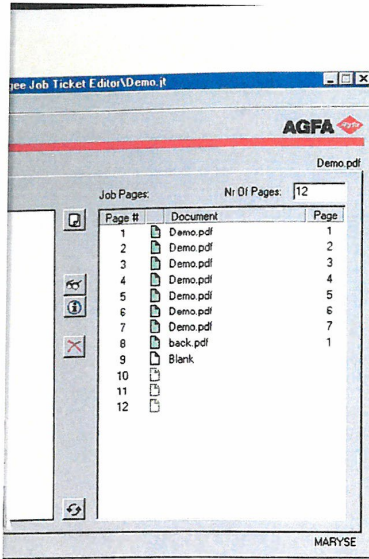 gee Job Ticket Editor\Demo.jt
AGFA
Demo.pdf
Job Pages: Nr Of Pages: 12
Page # Document Page
1 Demo.pdf 1
2 Demo.pdf 2
3 Demo.pdf 3
4 Demo.pdf 4
5 Demo.pdf 5
6 Demo.pdf 6
7 Demo.pdf 7
8 back.pdf 1
9 Blank
10
11
12
MARYSE